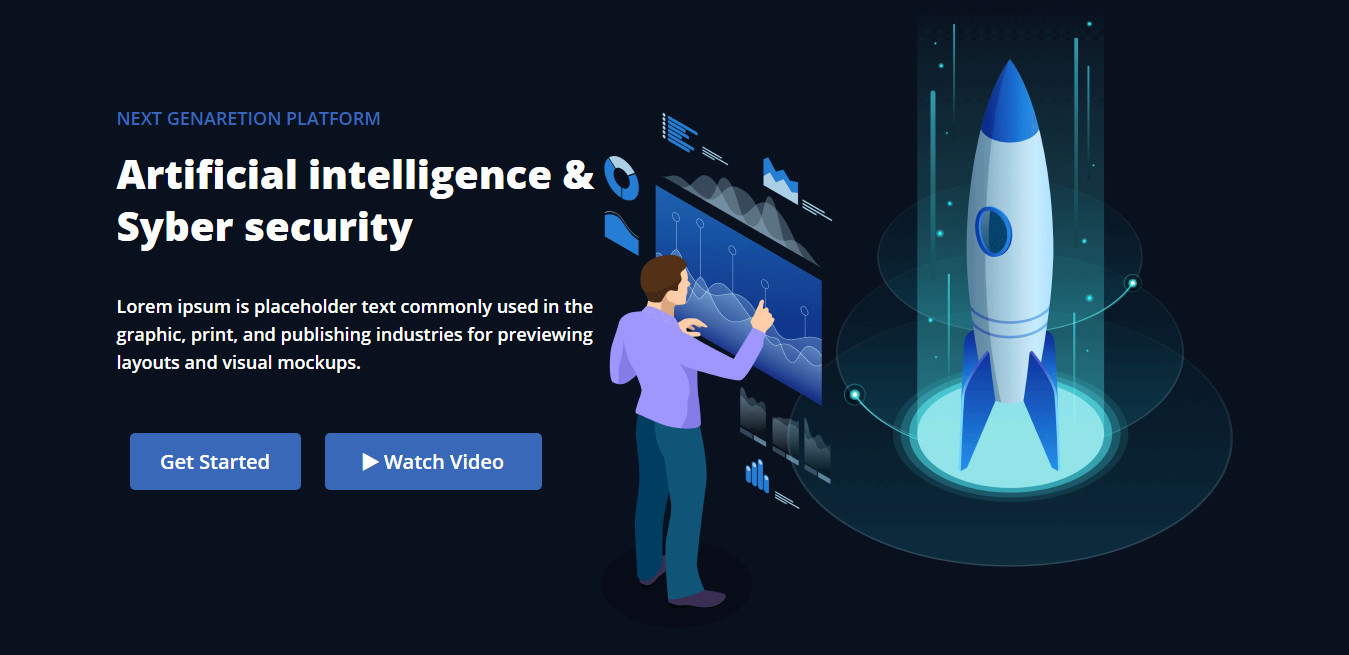 NEXT GENARETION PLATFORM
Artificial intelligence &
Syber security
Lorem ipsum is placeholder text commonly used in the
graphic, print, and publishing industries for previewing
layouts and visual mockups.
Get Started
▶ Watch Video